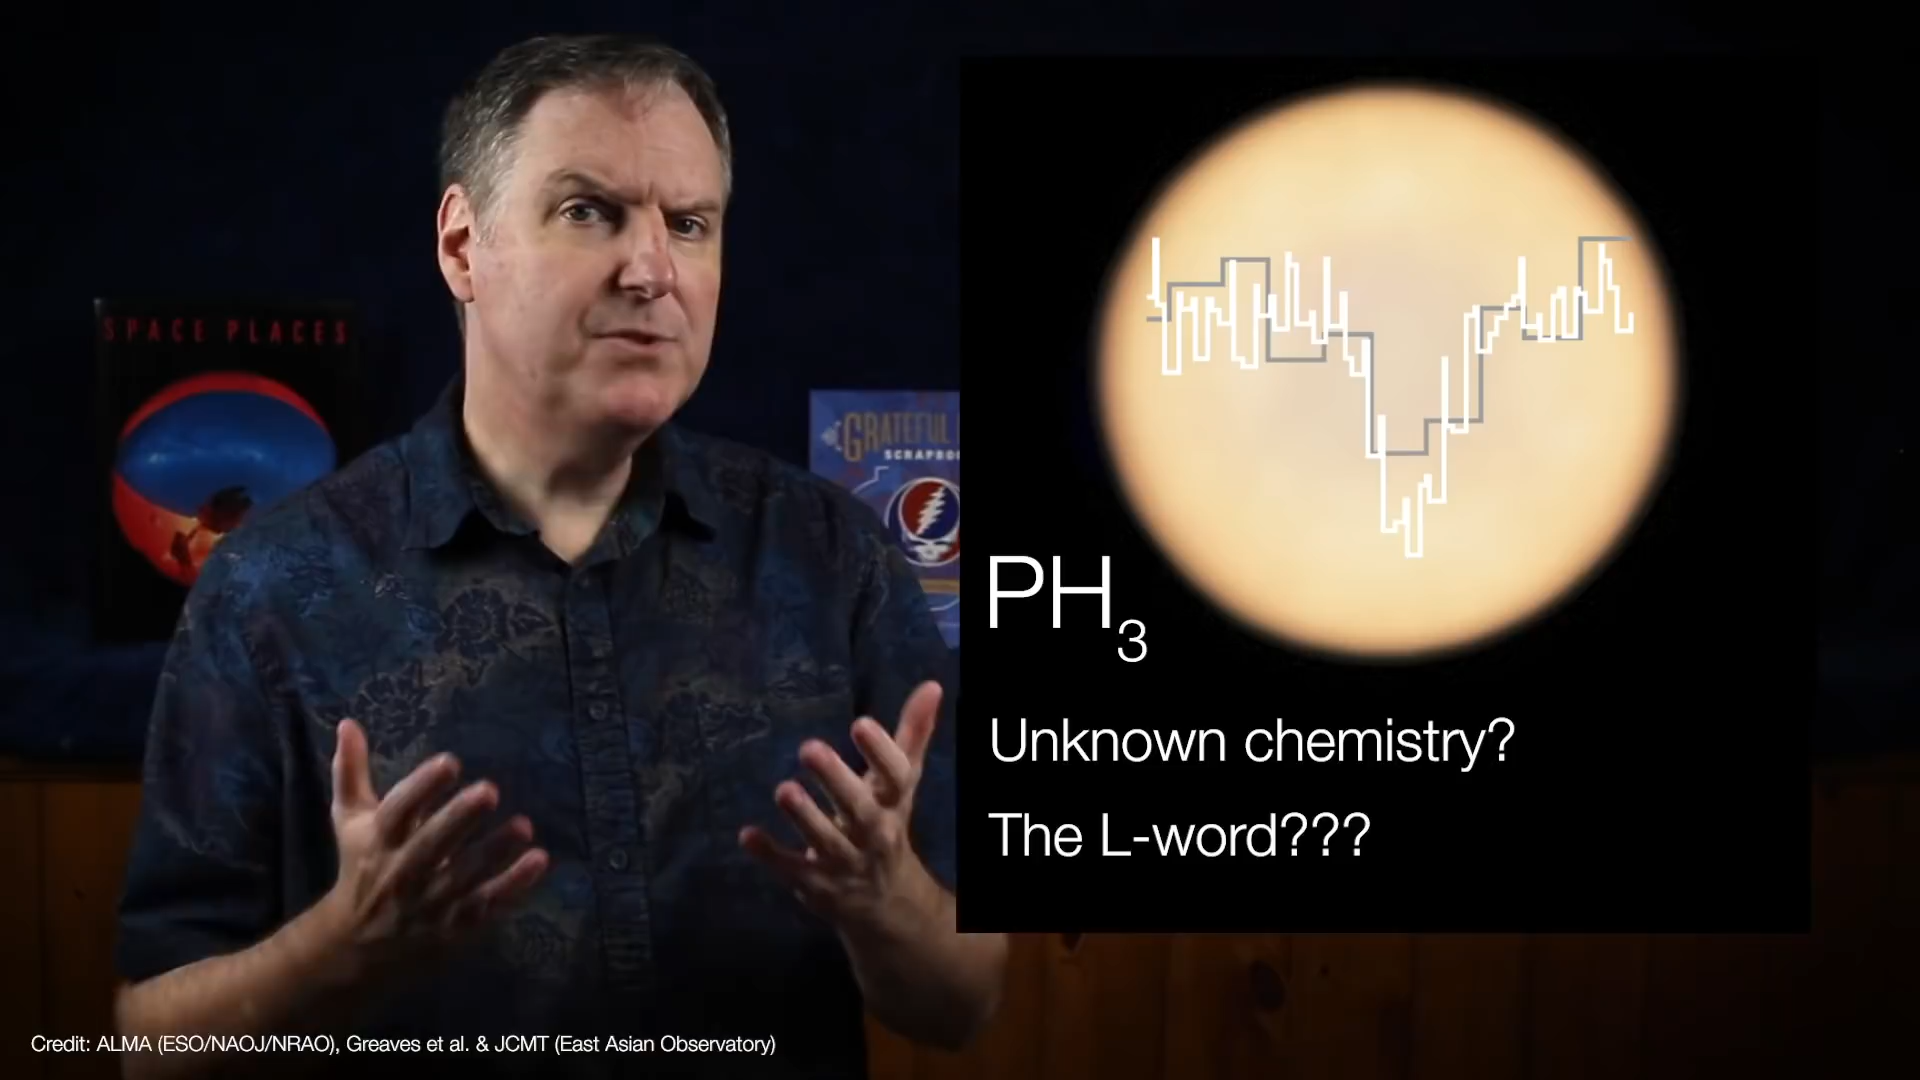 SPACE PLACES
GRATEFUL
SCRAPBO
PH3
Unknown chemistry?
The L-word???
Credit: ALMA (ESO/NAOJ/NRAO), Greaves et al. & JCMT (East Asian Observatory)